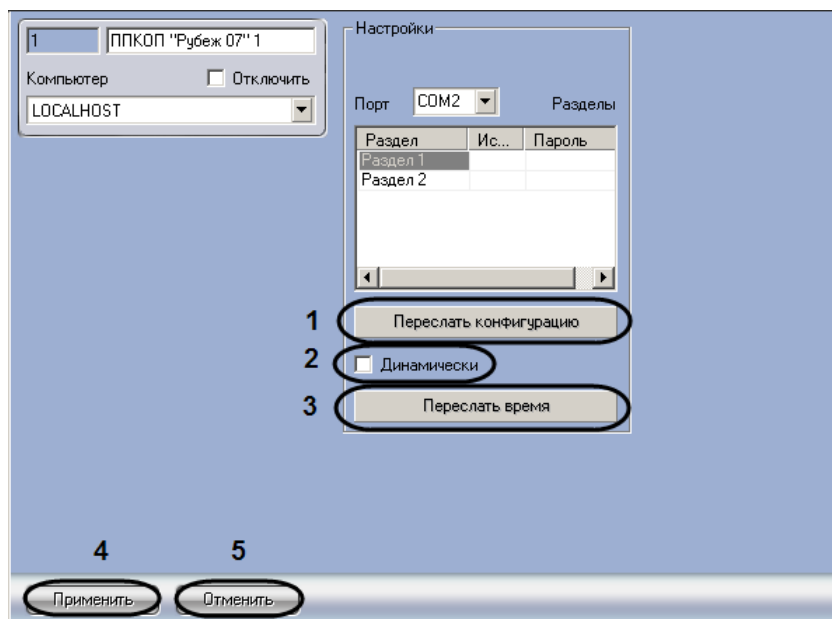 1 ППКОП "Рубеж 07" 1
Компьютер Отключить
LOCALHOST
Настройки
Порт COM2 Разделы
Раздел Ис... Пароль
Раздел 1
Раздел 2
1 Переслать конфигурацию
2 Динамически
3 Переслать время
4 5
Применить Отменить